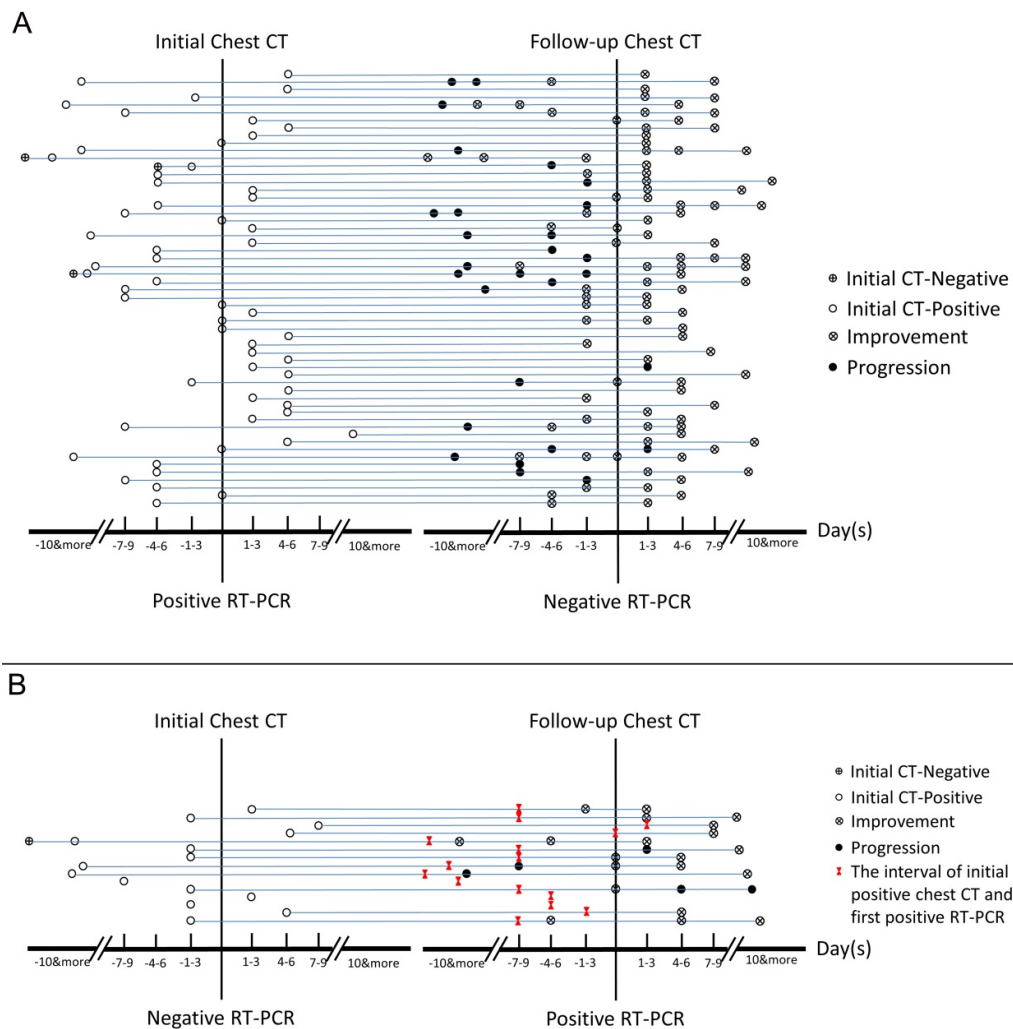 A
Initial Chest CT
Follow-up Chest CT
Initial CT-Negative
Initial CT-Positive
Improvement
Progression
-10&more -7-9 -4-6 -1-3 1-3 4-6 7-9 10&more -10&more -7-9 -4-6 -1-3 1-3 4-6 7-9 10&more Day(s)
Positive RT-PCR
Negative RT-PCR
B
Initial Chest CT
Follow-up Chest CT
Initial CT-Negative
Initial CT-Positive
Improvement
Progression
The interval of initial
positive chest CT and
first positive RT-PCR
-10&more -7-9 -4-6 -1-3 1-3 4-6 7-9 10&more -10&more -7-9 -4-6 -1-3 1-3 4-6 7-9 10&more Day(s)
Negative RT-PCR
Positive RT-PCR